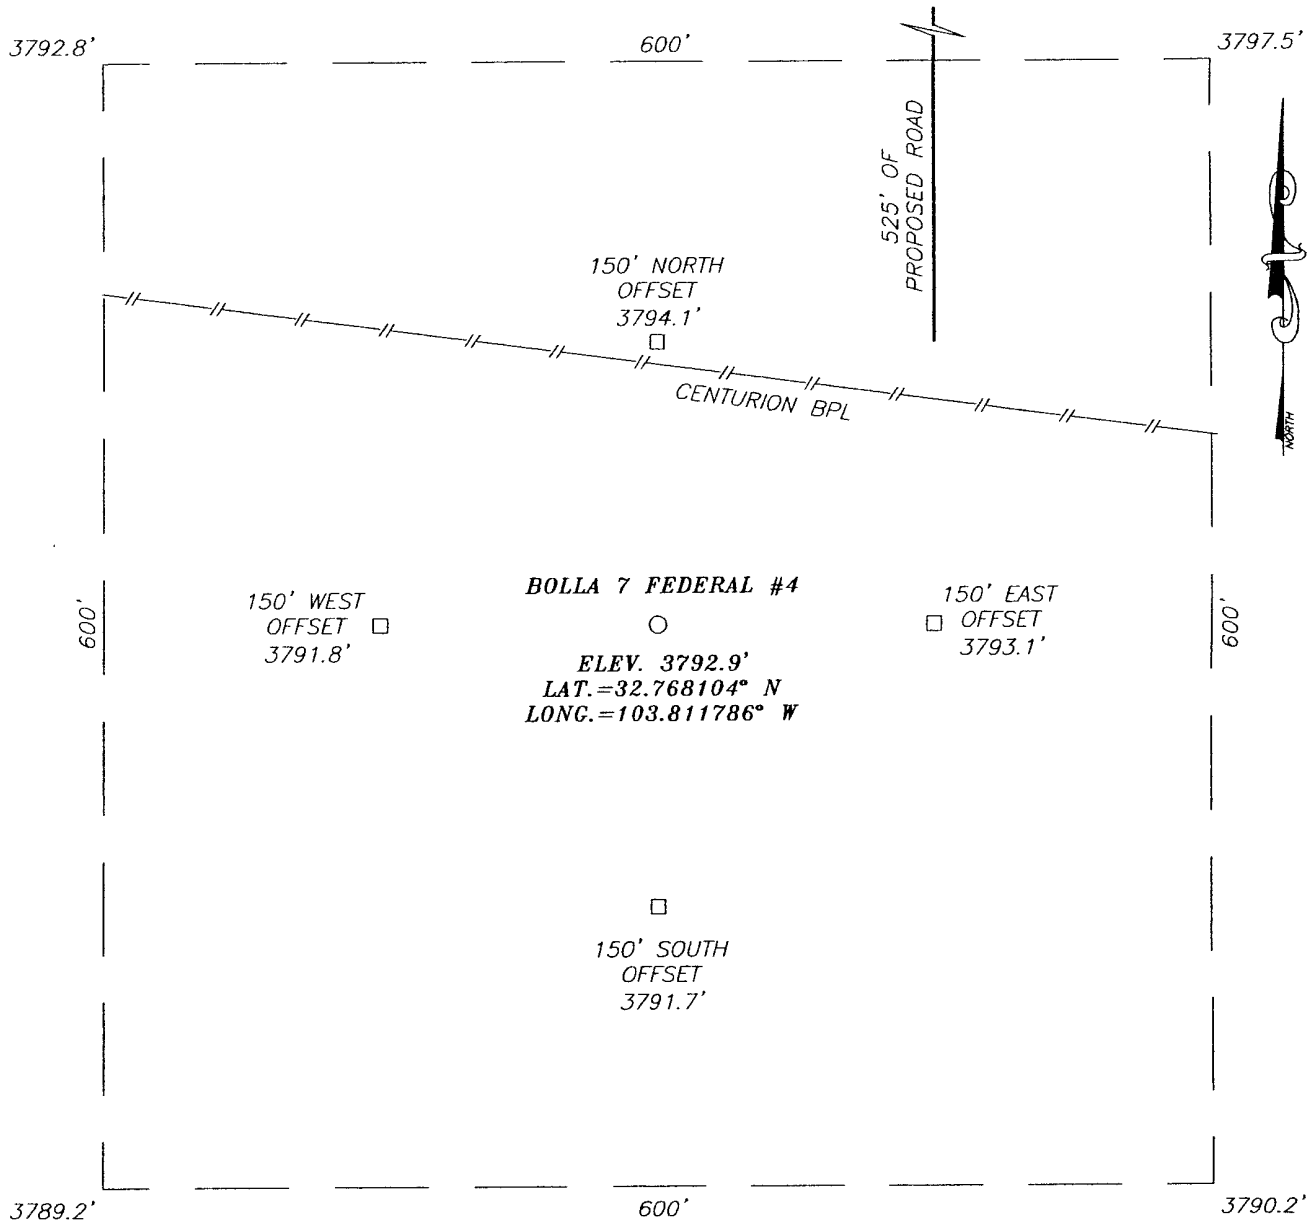 3792.8'
600'
3797.5'
525' OF
PROPOSED ROAD
150' NORTH
OFFSET
3794.1'
CENTURION BPL
NORTH
600'
150' WEST
OFFSET
3791.8'
BOLLA 7 FEDERAL #4
ELEV. 3792.9'
LAT.=32.768104° N
LONG.=103.811786° W
150' EAST
OFFSET
3793.1'
600'
150' SOUTH
OFFSET
3791.7'
3789.2'
600'
3790.2'